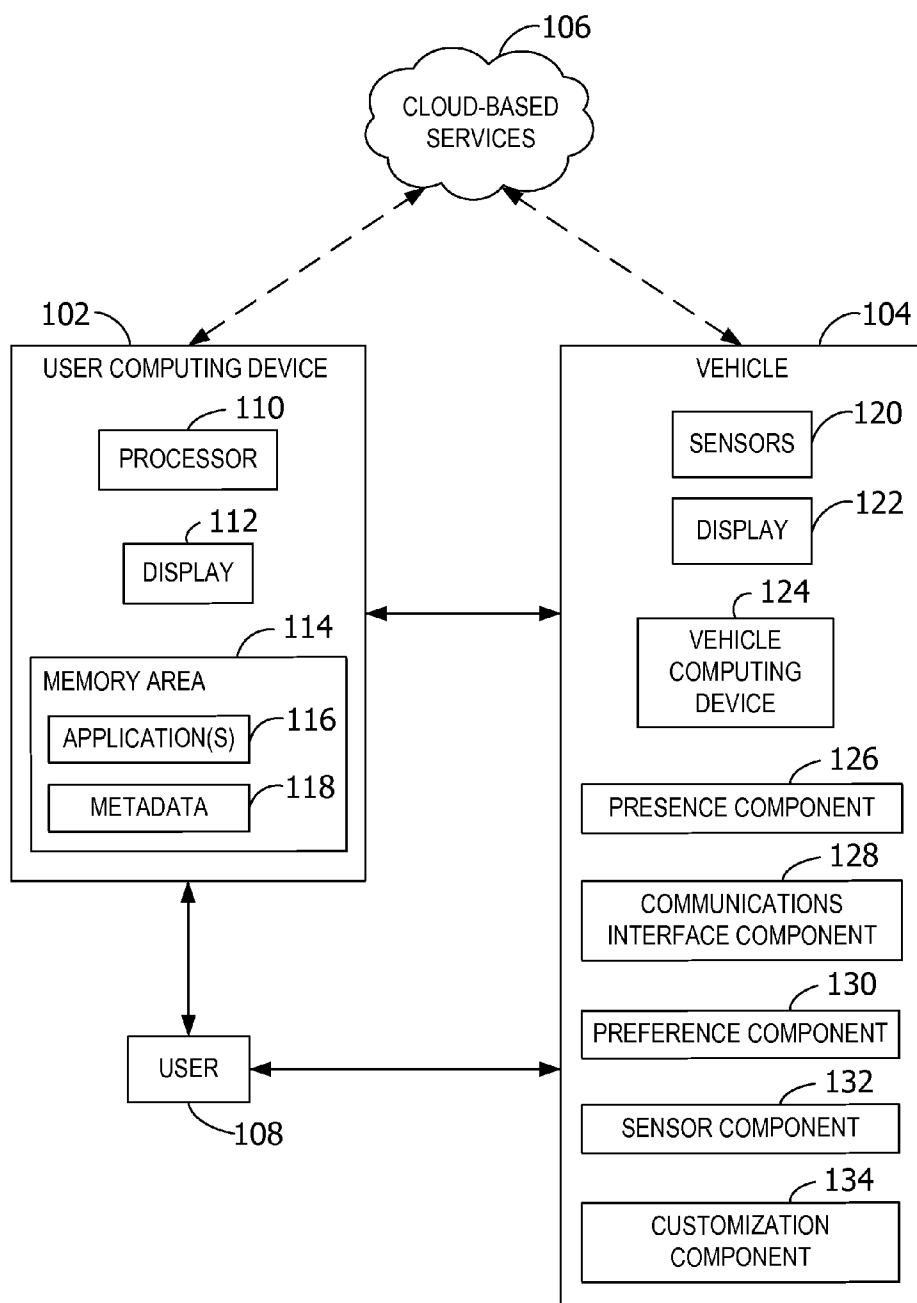 106
CLOUD-BASED
SERVICES
102
USER COMPUTING DEVICE
110
PROCESSOR
112
DISPLAY
114
MEMORY AREA
APPLICATION(S)
116
METADATA
118
USER
108
104
VEHICLE
SENSORS
120
DISPLAY
122
124
VEHICLE
COMPUTING
DEVICE
126
PRESENCE COMPONENT
128
COMMUNICATIONS
INTERFACE COMPONENT
130
PREFERENCE COMPONENT
132
SENSOR COMPONENT
134
CUSTOMIZATION
COMPONENT